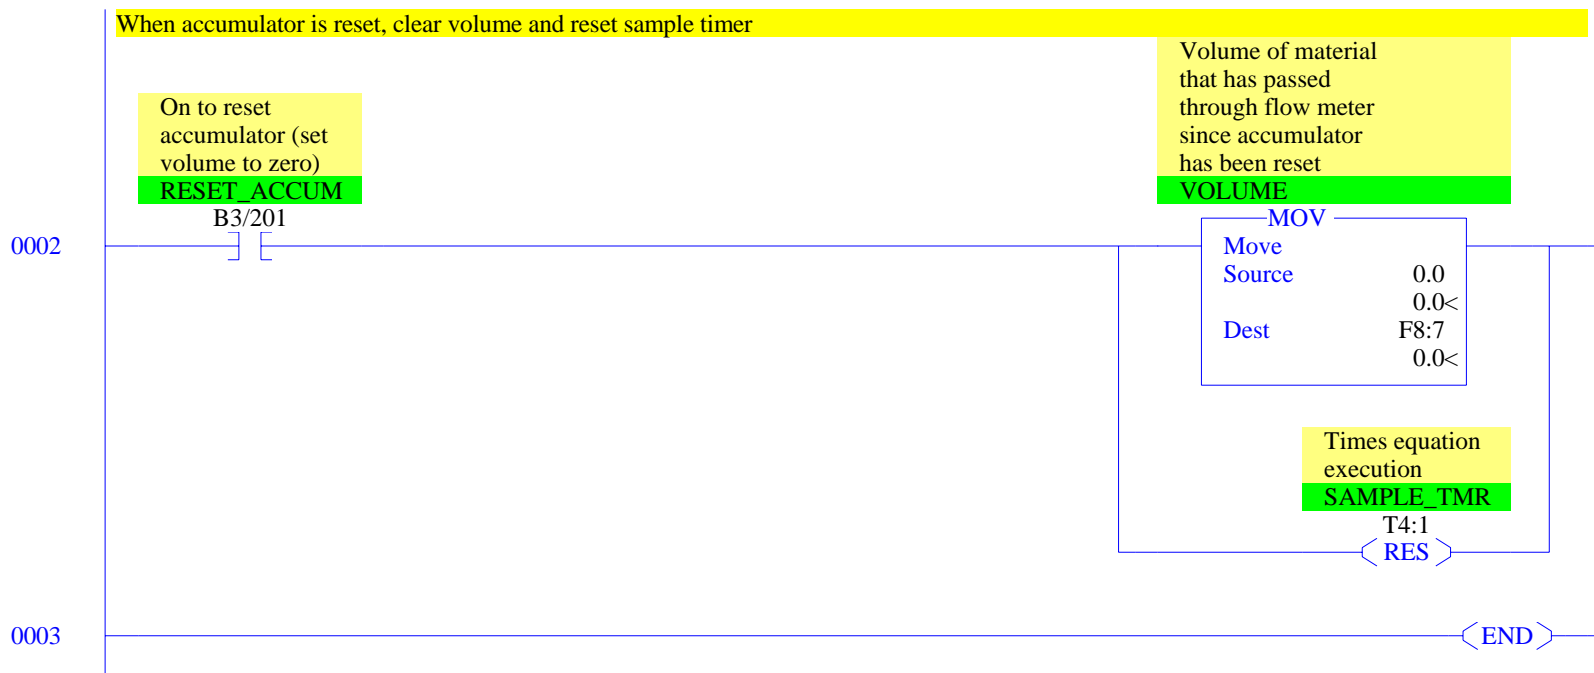 When accumulator is reset, clear volume and reset sample timer
Volume of material
that has passed
through flow meter
since accumulator
has been reset
VOLUME
On to reset
accumulator (set
volume to zero)
RESET_ACCUM
B3/201
0002
MOV
Move
Source 0.0
0.0<
Dest F8:7
0.0<
Times equation
execution
SAMPLE_TMR
T4:1
RES
0003
END